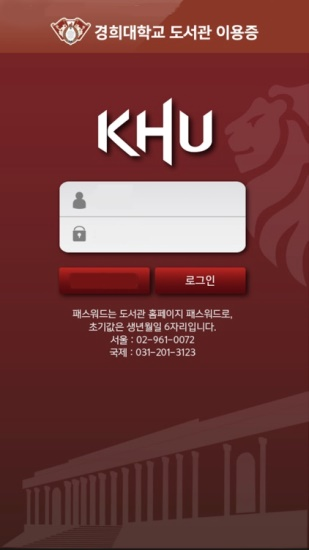 경희대학교 도서관 이용증
KHU
로그인
패스워드는 도서관 홈페이지 패스워드로,
초기값은 생년월일 6자리입니다.
서울 : 02-961-0072
국제 : 031-201-3123